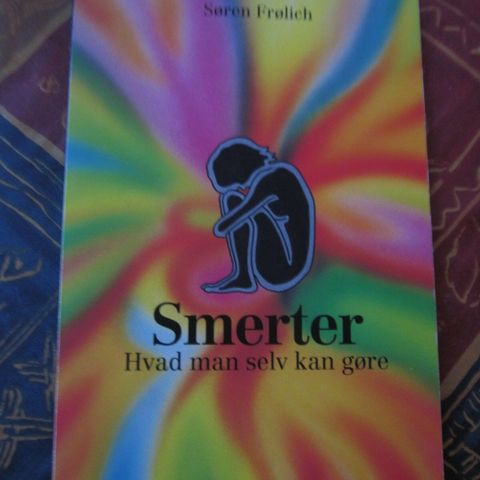 Søren Frølich
Smerter
Hvad man selv kan gøre